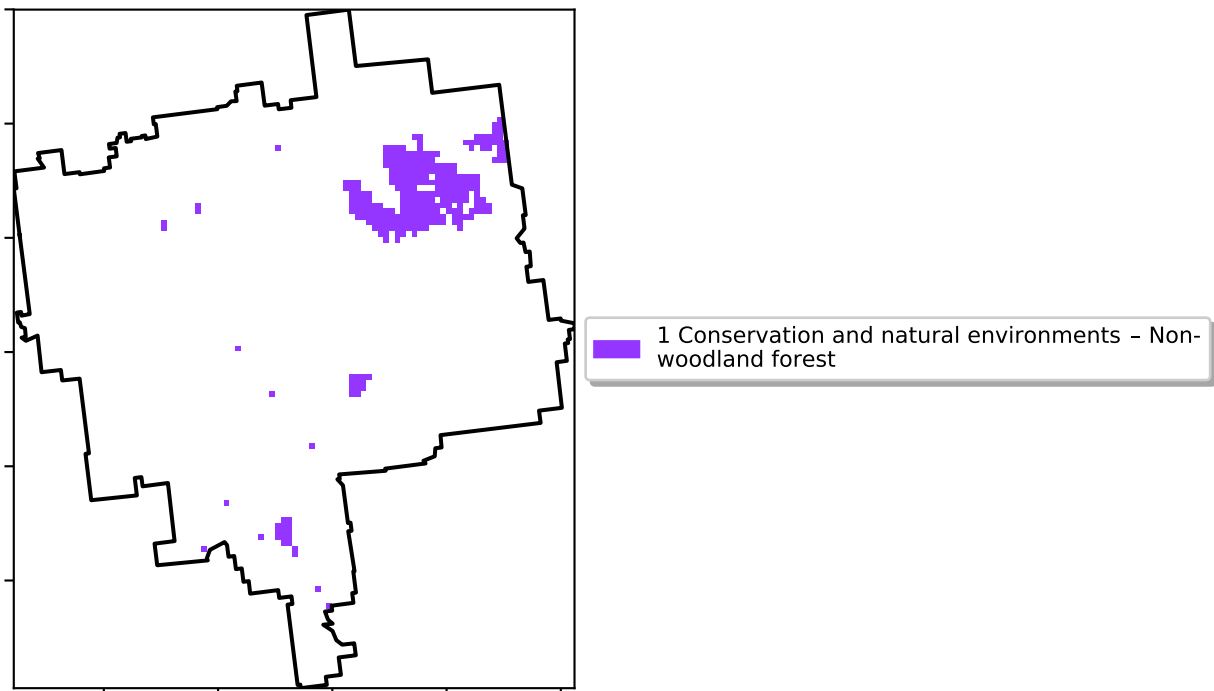 1 Conservation and natural environments – Non-
woodland forest